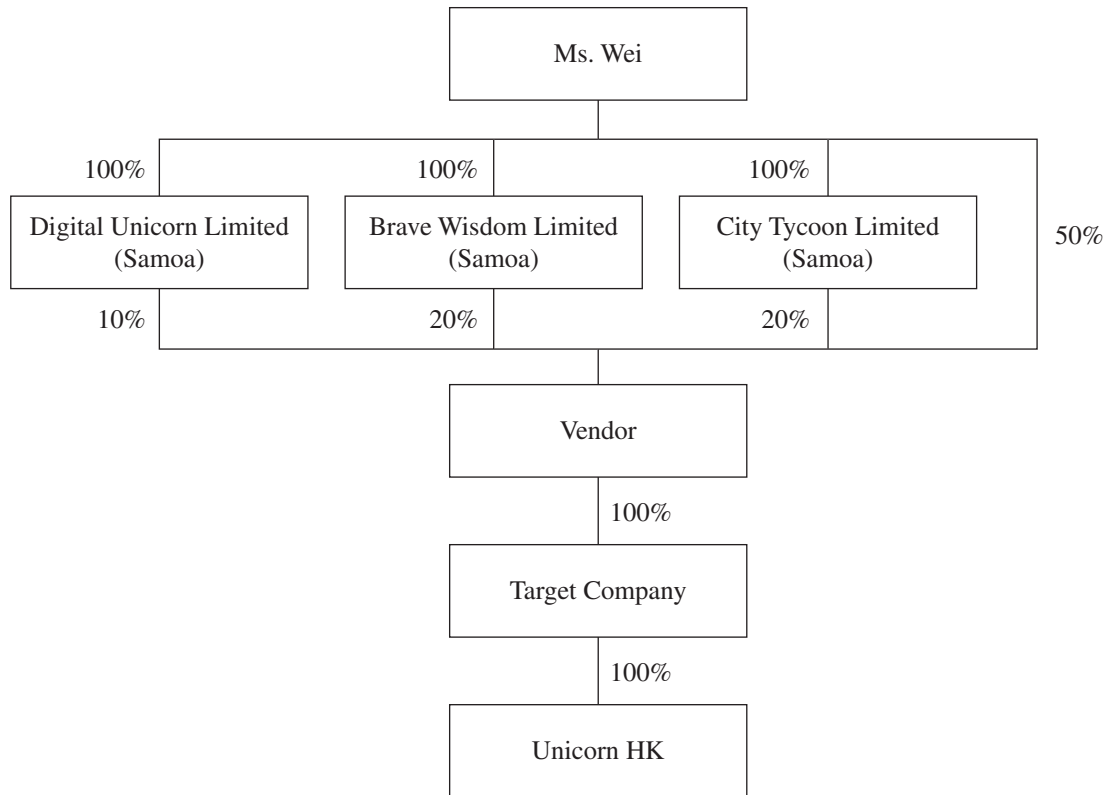 Ms. Wei
100%
100%
100%
Digital Unicorn Limited
(Samoa)
Brave Wisdom Limited
(Samoa)
City Tycoon Limited
(Samoa)
50%
10%
20%
20%
Vendor
100%
Target Company
100%
Unicorn HK